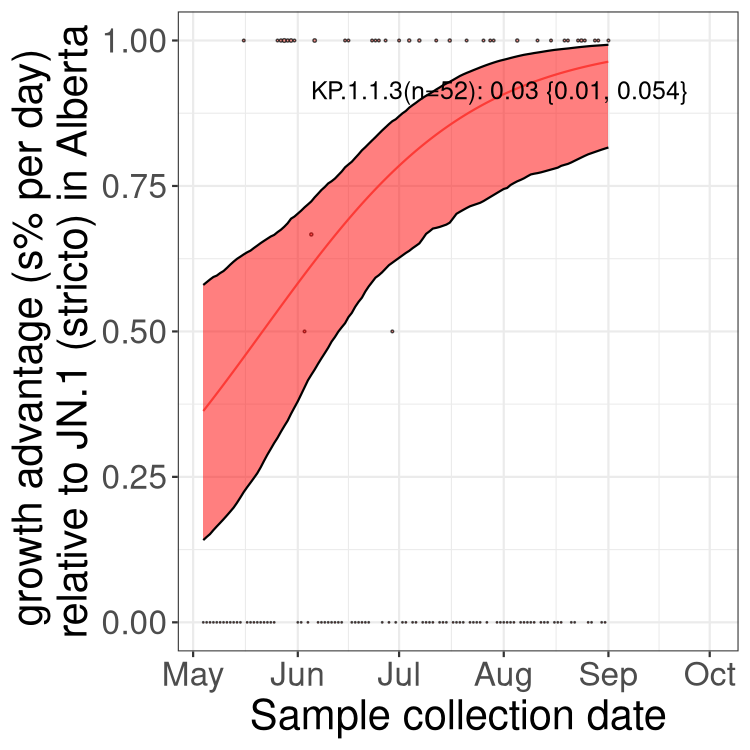 growth advantage (s% per day)
relative to JN.1 (stricto) in Alberta
1.00
0.75
0.50
0.25
0.00
KP.1.1.3(n=52): 0.03 {0.01, 0.054}
May Jun Jul Aug Sep Oct
Sample collection date